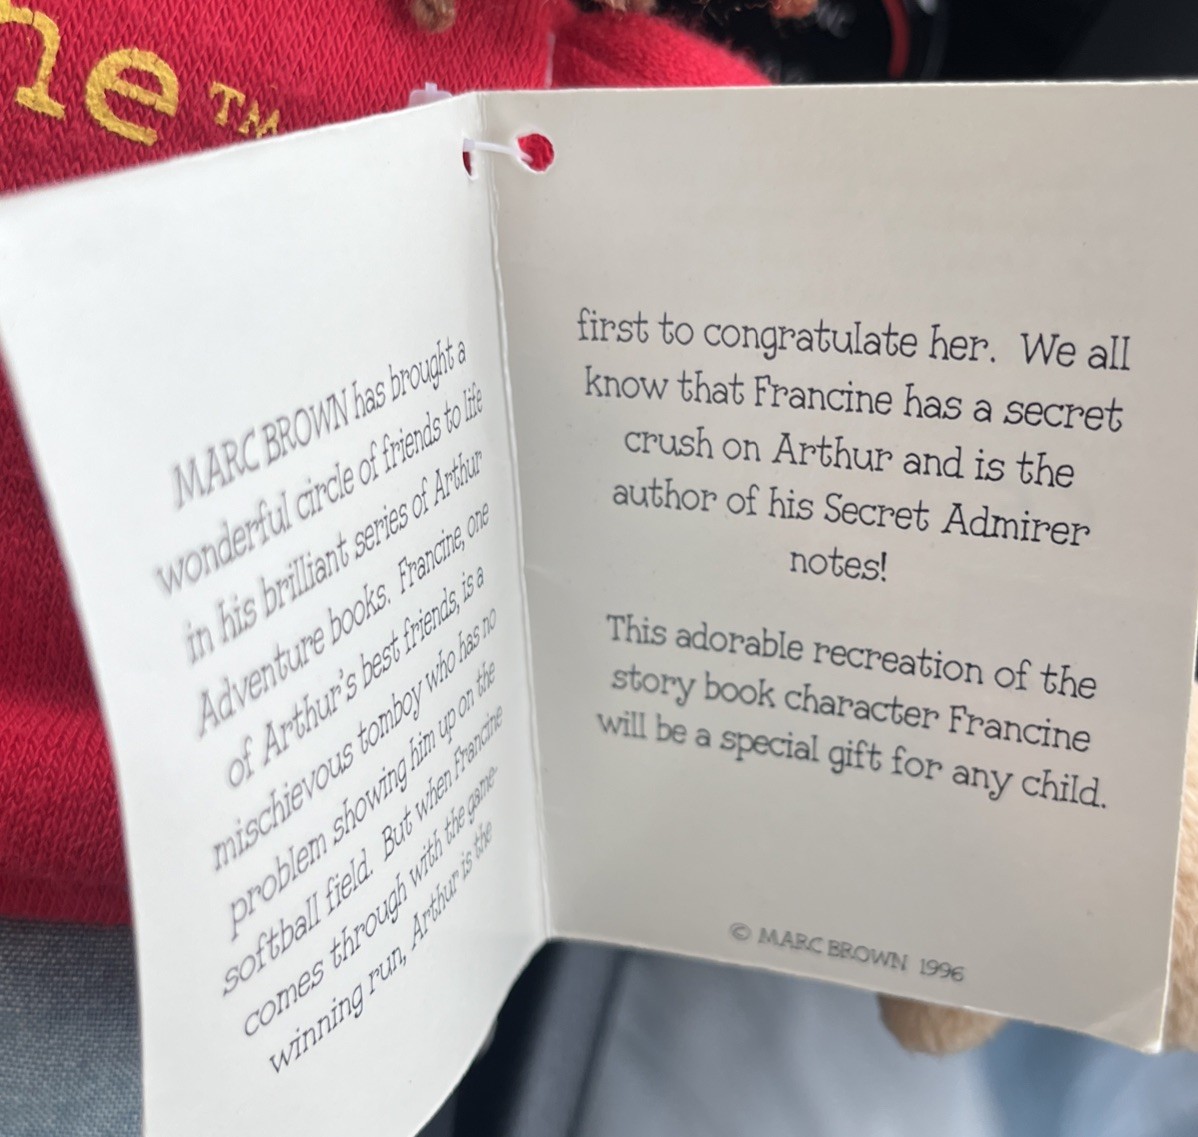 ne™
MARC BROWN has brought a
wonderful circle of friends to life
in his brilliant series of Arthur
Adventure books. Francine, one
of Arthur's best friends, is a
mischievous tomboy who has no
problem showing him up on the
softball field. But when Francine
comes through with the game-
winning run, Arthur is the
first to congratulate her. We all
know that Francine has a secret
crush on Arthur and is the
author of his Secret Admirer
notes!
This adorable recreation of the
story book character Francine
will be a special gift for any child.
© MARC BROWN 1996